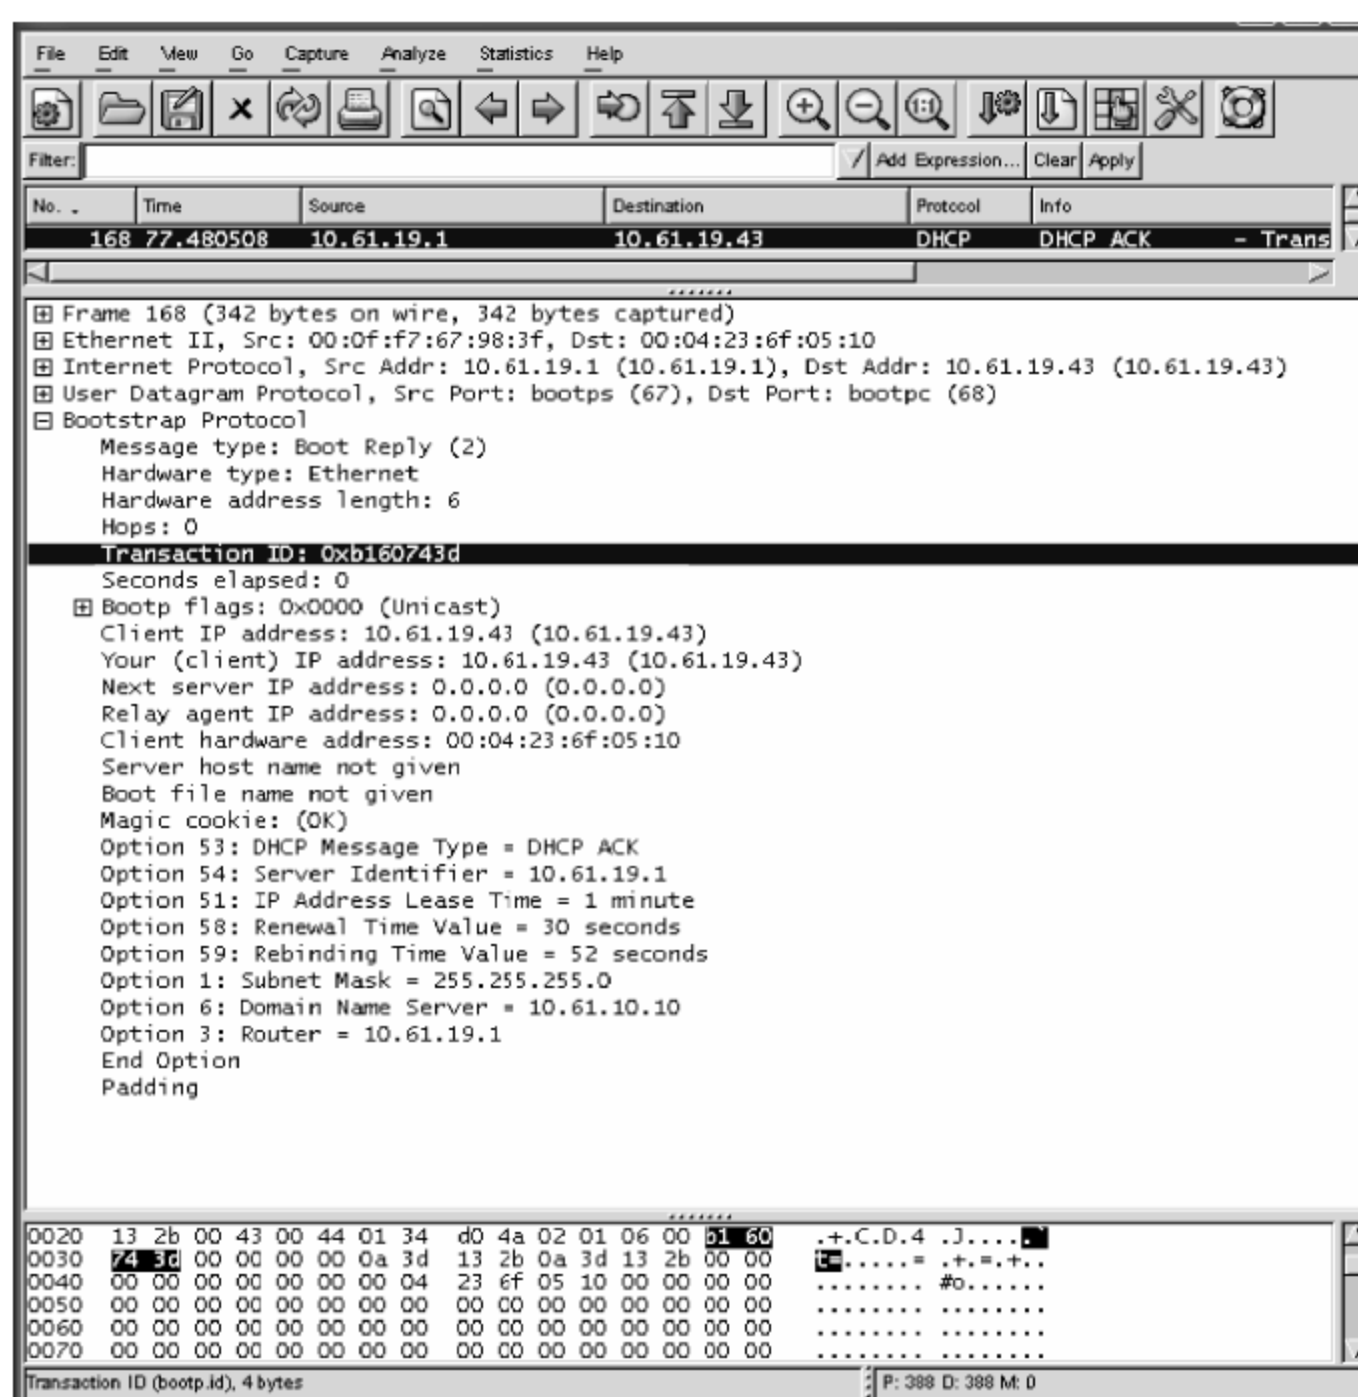 File Edit View Go Capture Analyze Statistics Help
Filter: Add Expression... Clear Apply
No. . Time Source Destination Protocol Info
168 77.480508 10.61.19.1 10.61.19.43 DHCP DHCP ACK - Trans
Frame 168 (342 bytes on wire, 342 bytes captured)
Ethernet II, Src: 00:0f:f7:67:98:3f, Dst: 00:04:23:6f:05:10
Internet Protocol, Src Addr: 10.61.19.1 (10.61.19.1), Dst Addr: 10.61.19.43 (10.61.19.43)
User Datagram Protocol, Src Port: bootps (67), Dst Port: bootpc (68)
Bootstrap Protocol
Message type: Boot Reply (2)
Hardware type: Ethernet
Hardware address length: 6
Hops: 0
Transaction ID: 0xb160743d
Seconds elapsed: 0
Bootp flags: 0x0000 (Unicast)
Client IP address: 10.61.19.43 (10.61.19.43)
Your (client) IP address: 10.61.19.43 (10.61.19.43)
Next server IP address: 0.0.0.0 (0.0.0.0)
Relay agent IP address: 0.0.0.0 (0.0.0.0)
Client hardware address: 00:04:23:6f:05:10
Server host name not given
Boot file name not given
Magic cookie: (OK)
Option 53: DHCP Message Type = DHCP ACK
Option 54: Server Identifier = 10.61.19.1
Option 51: IP Address Lease Time = 1 minute
Option 58: Renewal Time Value = 30 seconds
Option 59: Rebinding Time Value = 52 seconds
Option 1: Subnet Mask = 255.255.255.0
Option 6: Domain Name Server = 10.61.10.10
Option 3: Router = 10.61.19.1
End Option
Padding
0020 13 2b 00 43 00 44 01 34 d0 4a 02 01 06 00 b1 60 .+.C.D.4 .J.....`
0030 74 3d 00 00 00 00 0a 3d 13 2b 0a 3d 13 2b 00 00 t=.....= .+.=.+..
0040 00 00 00 00 00 00 00 04 23 6f 05 10 00 00 00 00 ........ #o......
0050 00 00 00 00 00 00 00 00 00 00 00 00 00 00 00 00 ........ ........
0060 00 00 00 00 00 00 00 00 00 00 00 00 00 00 00 00 ........ ........
0070 00 00 00 00 00 00 00 00 00 00 00 00 00 00 00 00 ........ ........
Transaction ID (bootp.id), 4 bytes P: 388 D: 388 M: 0